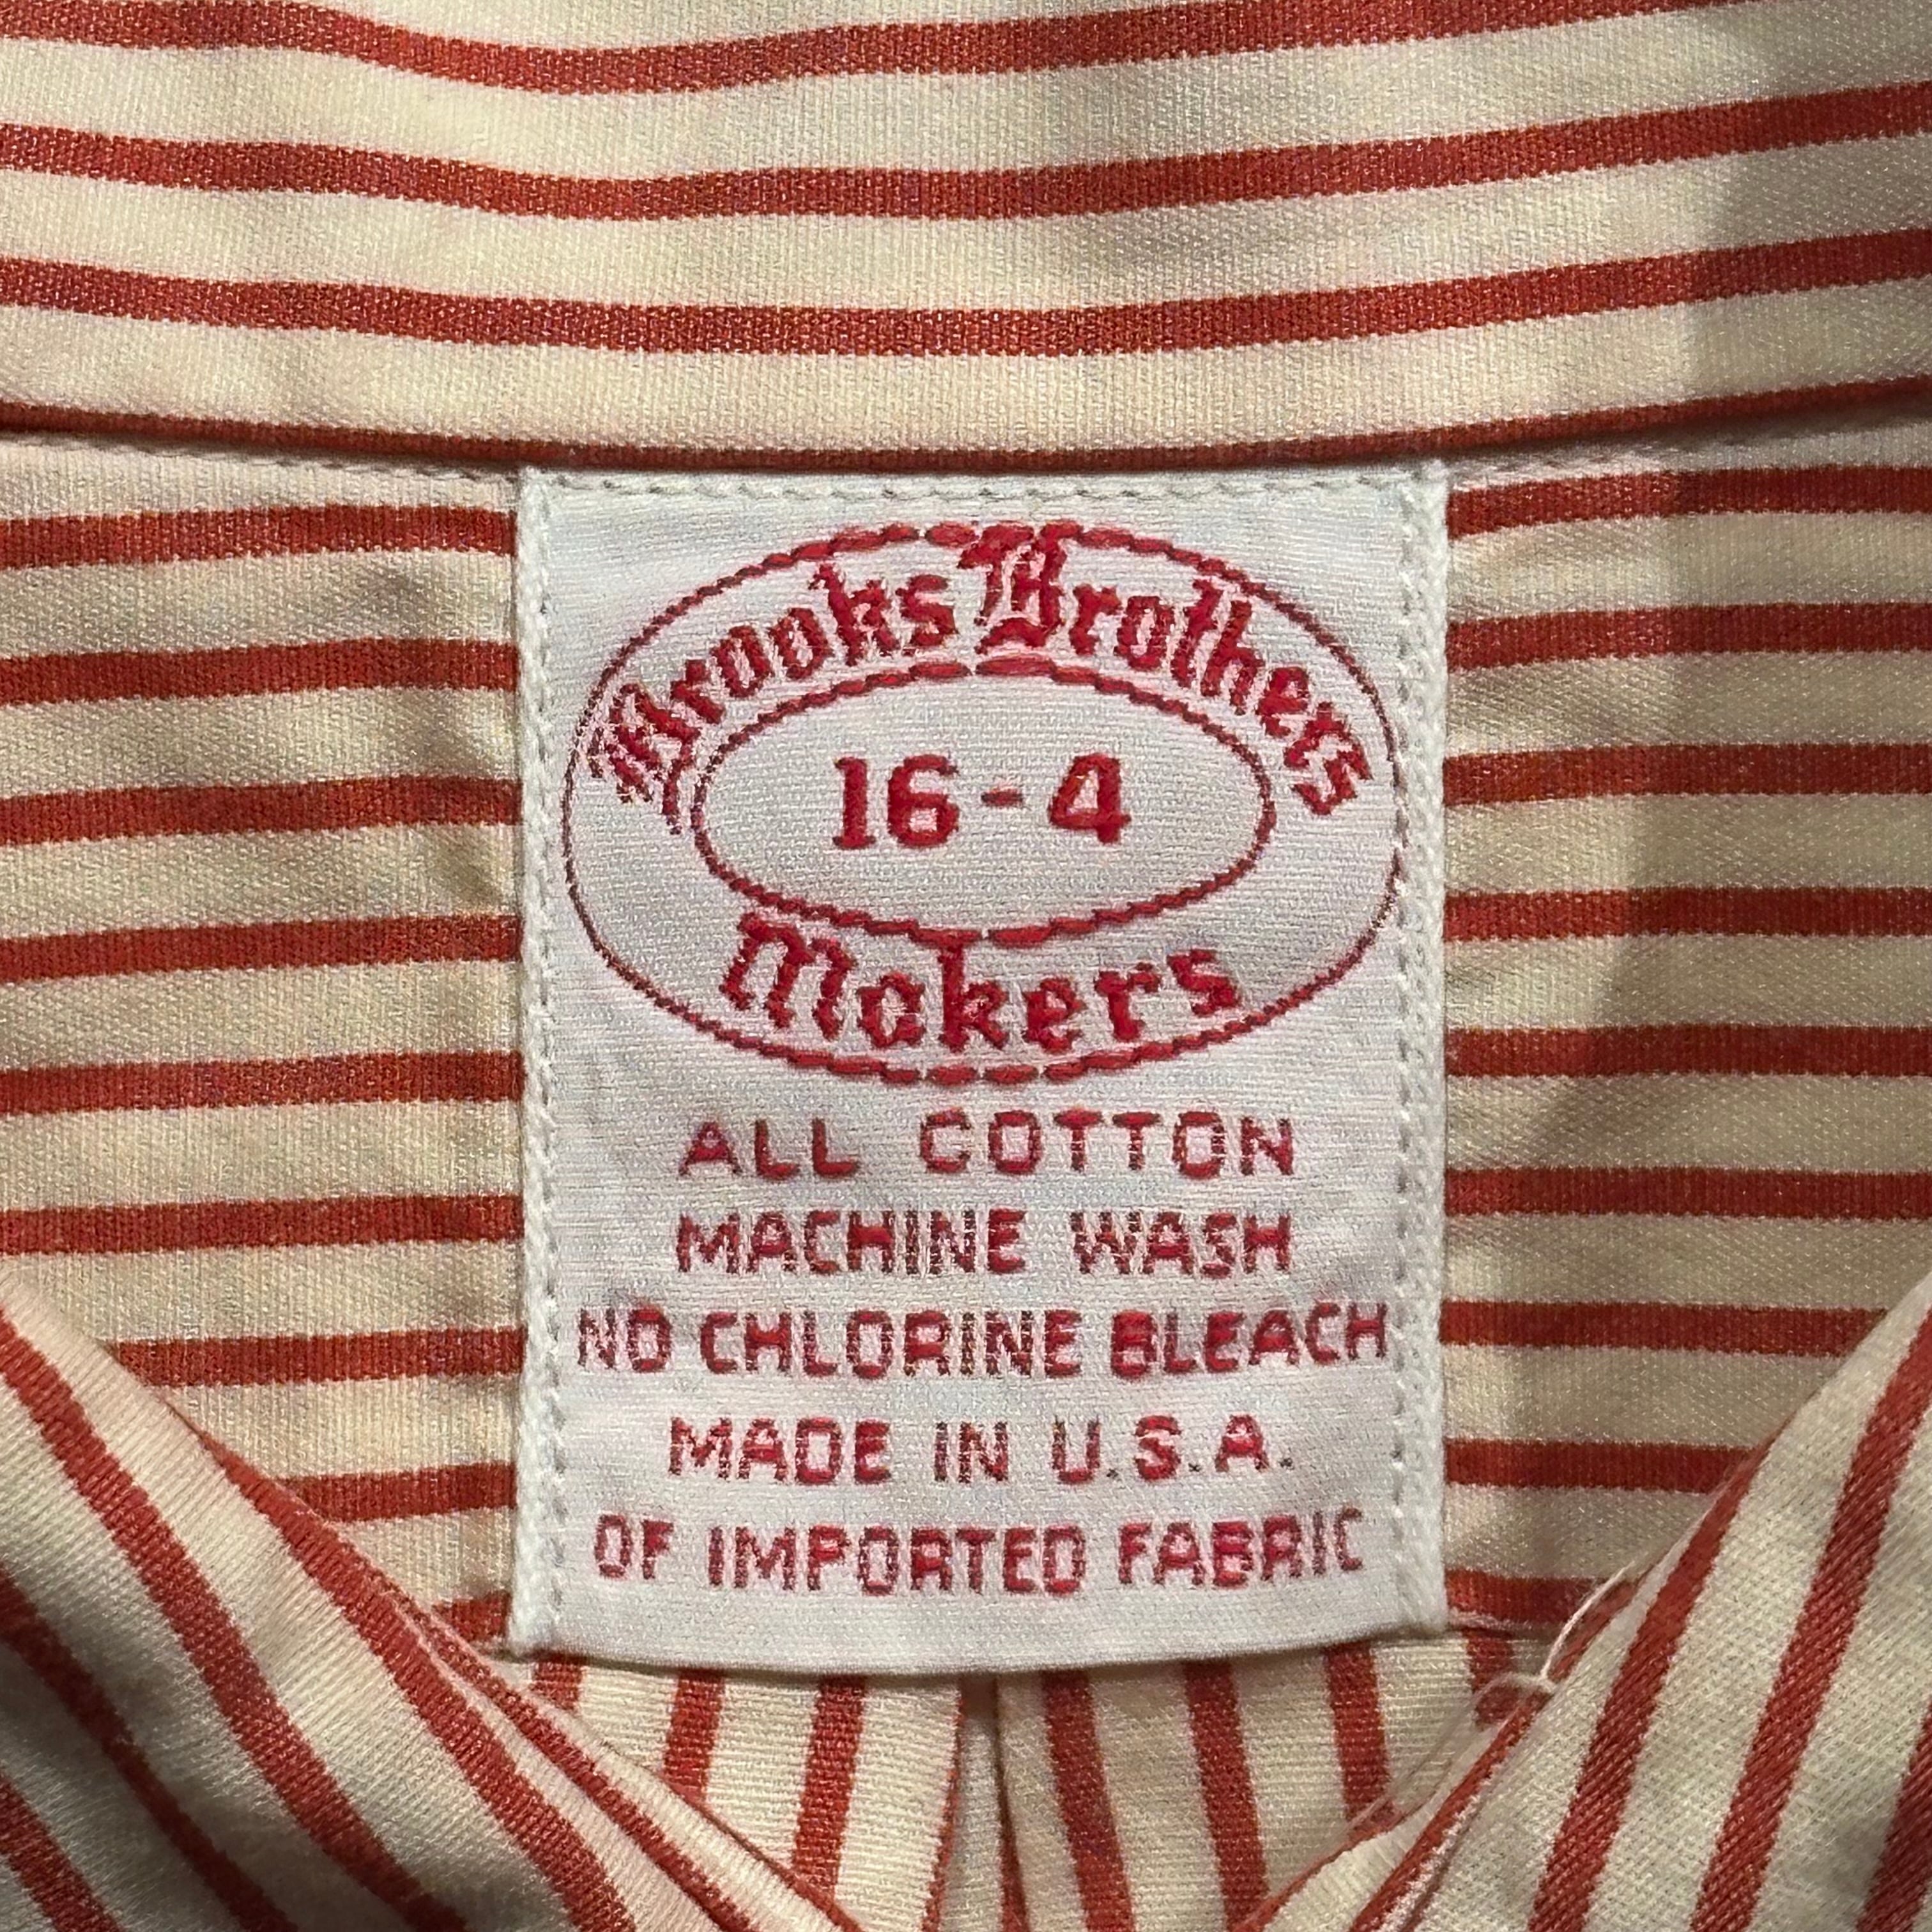 Brooks Brothers
16-4
Makers
ALL COTTON
MACHINE WASH
NO CHLORINE BLEACH
MADE IN U.S.A.
OF IMPORTED FABRIC